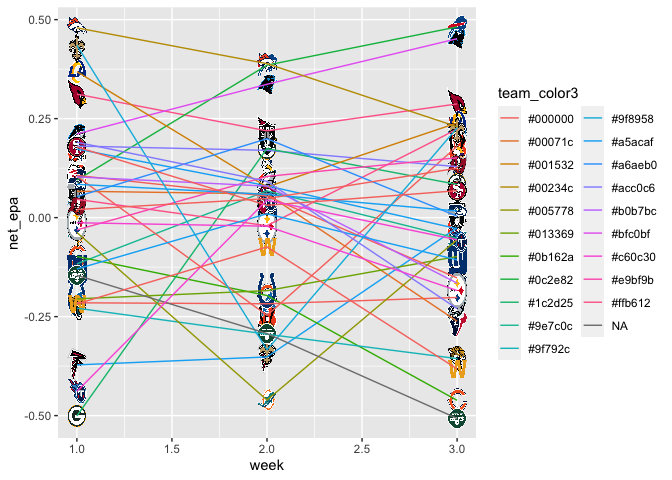 0.50
0.25
0.00
-0.25
-0.50
net_epa
1.0
1.5
2.0
2.5
3.0
week
team_color3
#000000
#00071c
#001532
#00234c
#005778
#013369
#0b162a
#0c2e82
#1c2d25
#9e7c0c
#9f792c
#9f8958
#a5acaf
#a6aeb0
#acc0c6
#b0b7bc
#bfc0bf
#c60c30
#e9bf9b
#ffb612
NA